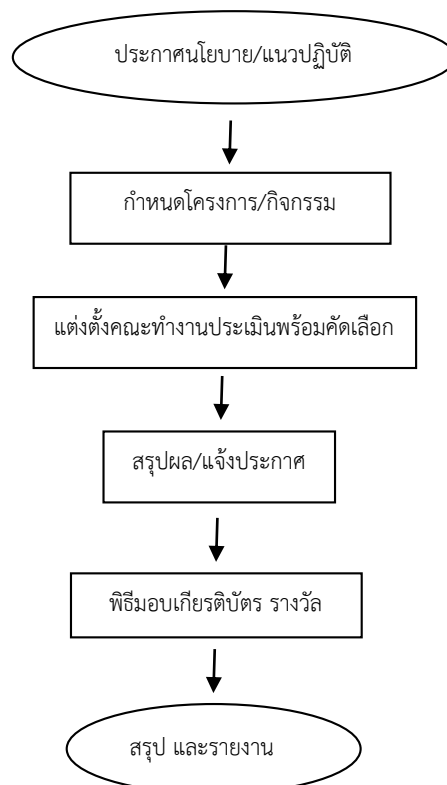 ประกาศนโยบาย/แนวปฏิบัติ
กำหนดโครงการ/กิจกรรม
แต่งตั้งคณะทำงานประเมินพร้อมคัดเลือก
สรุปผล/แจ้งประกาศ
พิธีมอบเกียรติบัตร รางวัล
สรุป และรายงาน